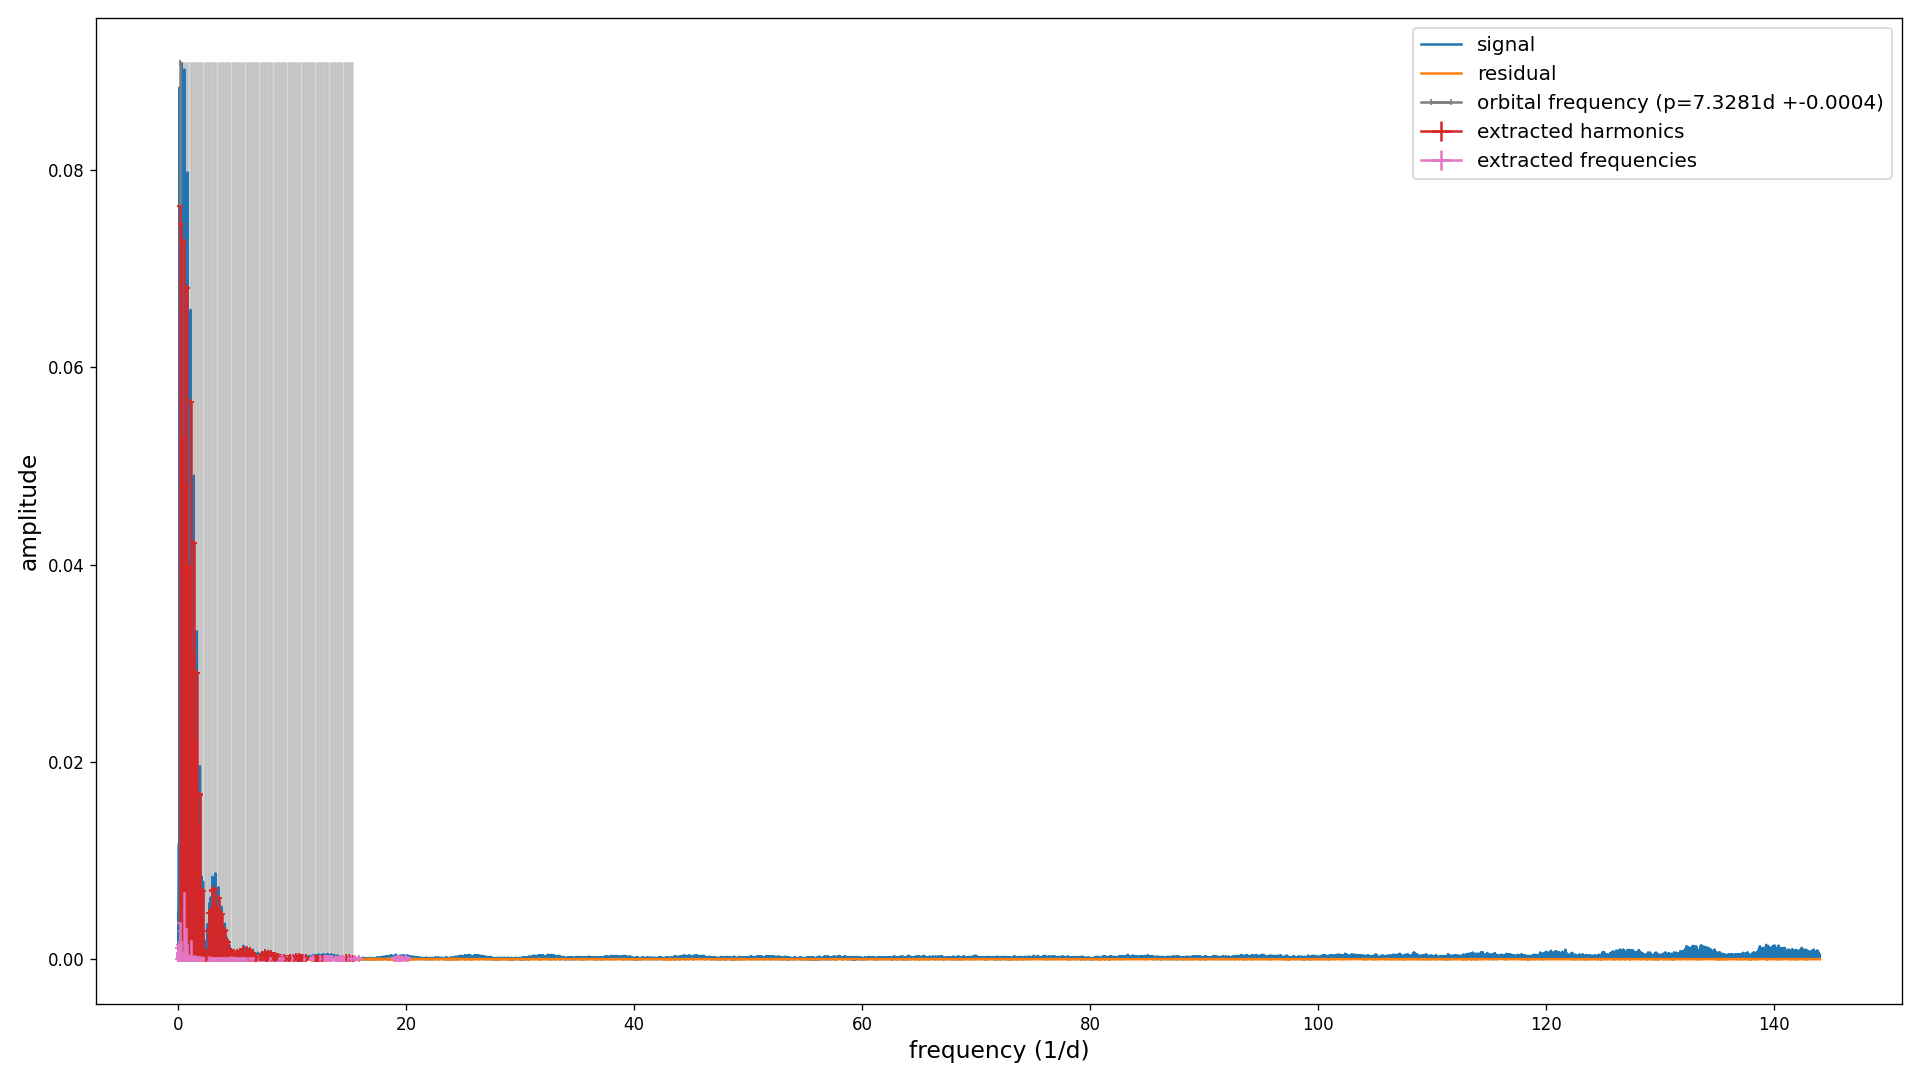 signal
residual
orbital frequency (p=7.3281d +-0.0004)
extracted harmonics
extracted frequencies
0.08
0.06
0.04
0.02
0.00
amplitude
0 20 40 60 80 100 120 140
frequency (1/d)